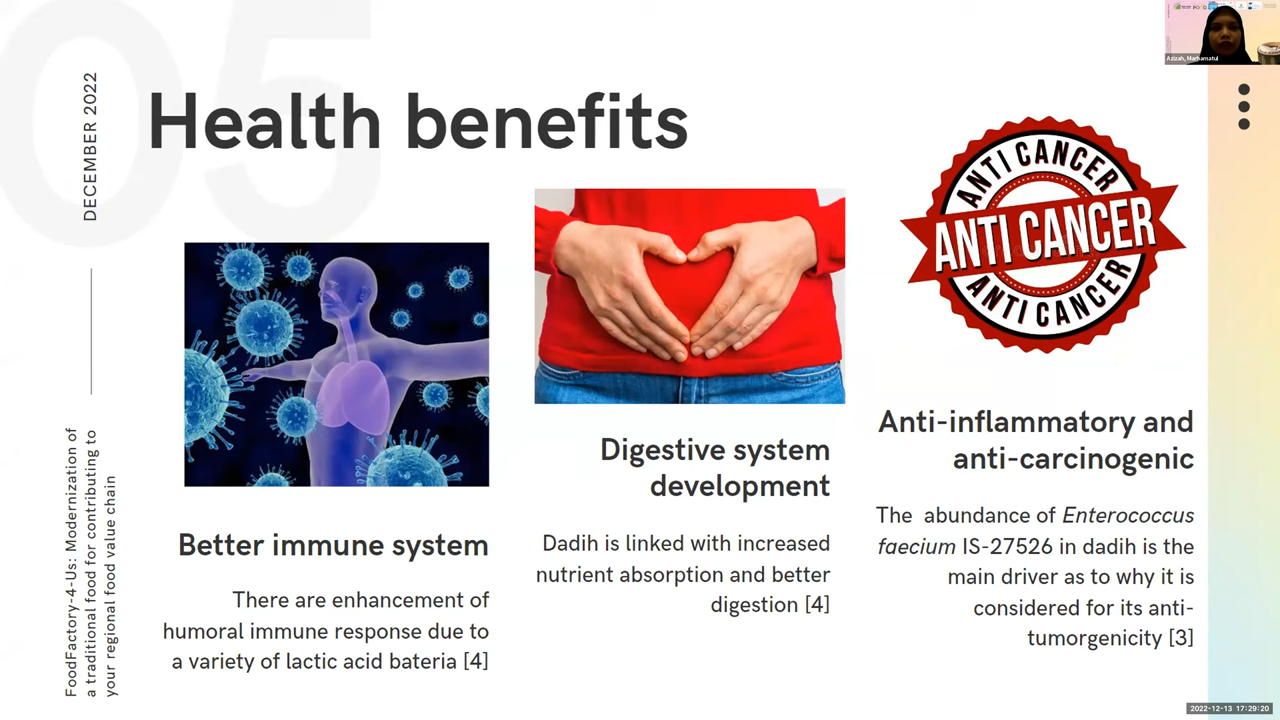 05
Health benefits
DECEMBER 2022
FoodFactory-4-Us: Modernization of
a traditional food for contributing to
your regional food value chain
Better immune system
There are enhancement of
humoral immune response due to
a variety of lactic acid bateria [4]
Digestive system
development
Dadih is linked with increased
nutrient absorption and better
digestion [4]
ANTI CANCER
ANTI CANCER
ANTI CANCER
Anti-inflammatory and
anti-carcinogenic
The abundance of Enterococcus
faecium IS-27526 in dadih is the
main driver as to why it is
considered for its anti-
tumorgenicity [3]
Azizah, Marhamatul
2022-12-13 17:29:20